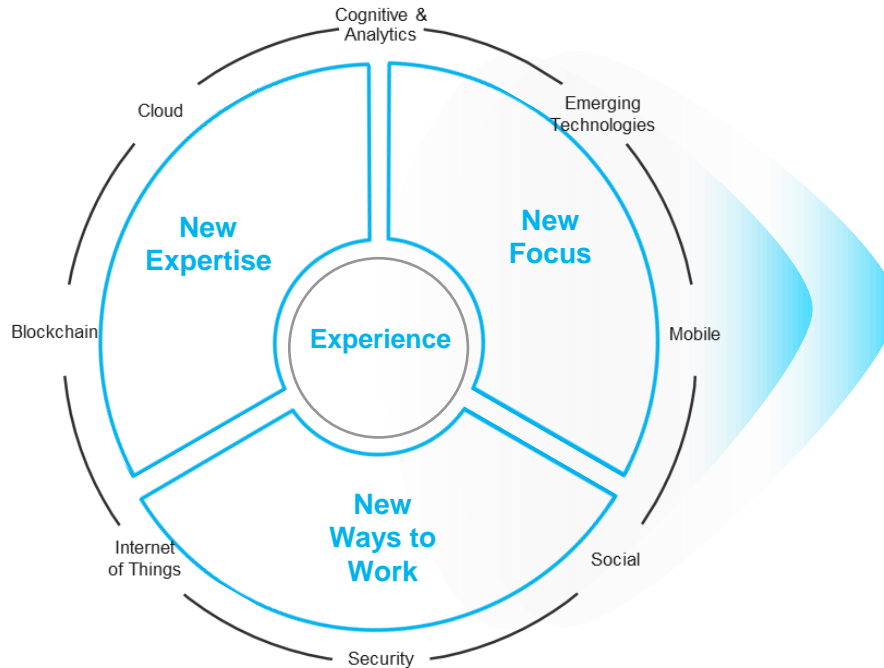 Cognitive &
Analytics
Cloud
Emerging
Technologies
New
Expertise
New
Focus
Blockchain
Experience
Mobile
New
Ways to
Work
Internet
of Things
Social
Security